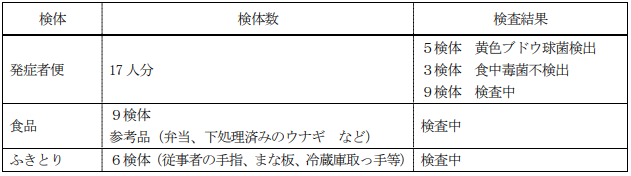 検体 検体数 検査結果
発症者便 17 人分 ５検体 黄色ブドウ球菌検出
３検体 食中毒菌不検出
９検体 検査中
食品 ９検体
参考品（弁当、下処理済みのウナギ など） 検査中
ふきとり ６検体（従事者の手指、まな板、冷蔵庫取っ手等） 検査中